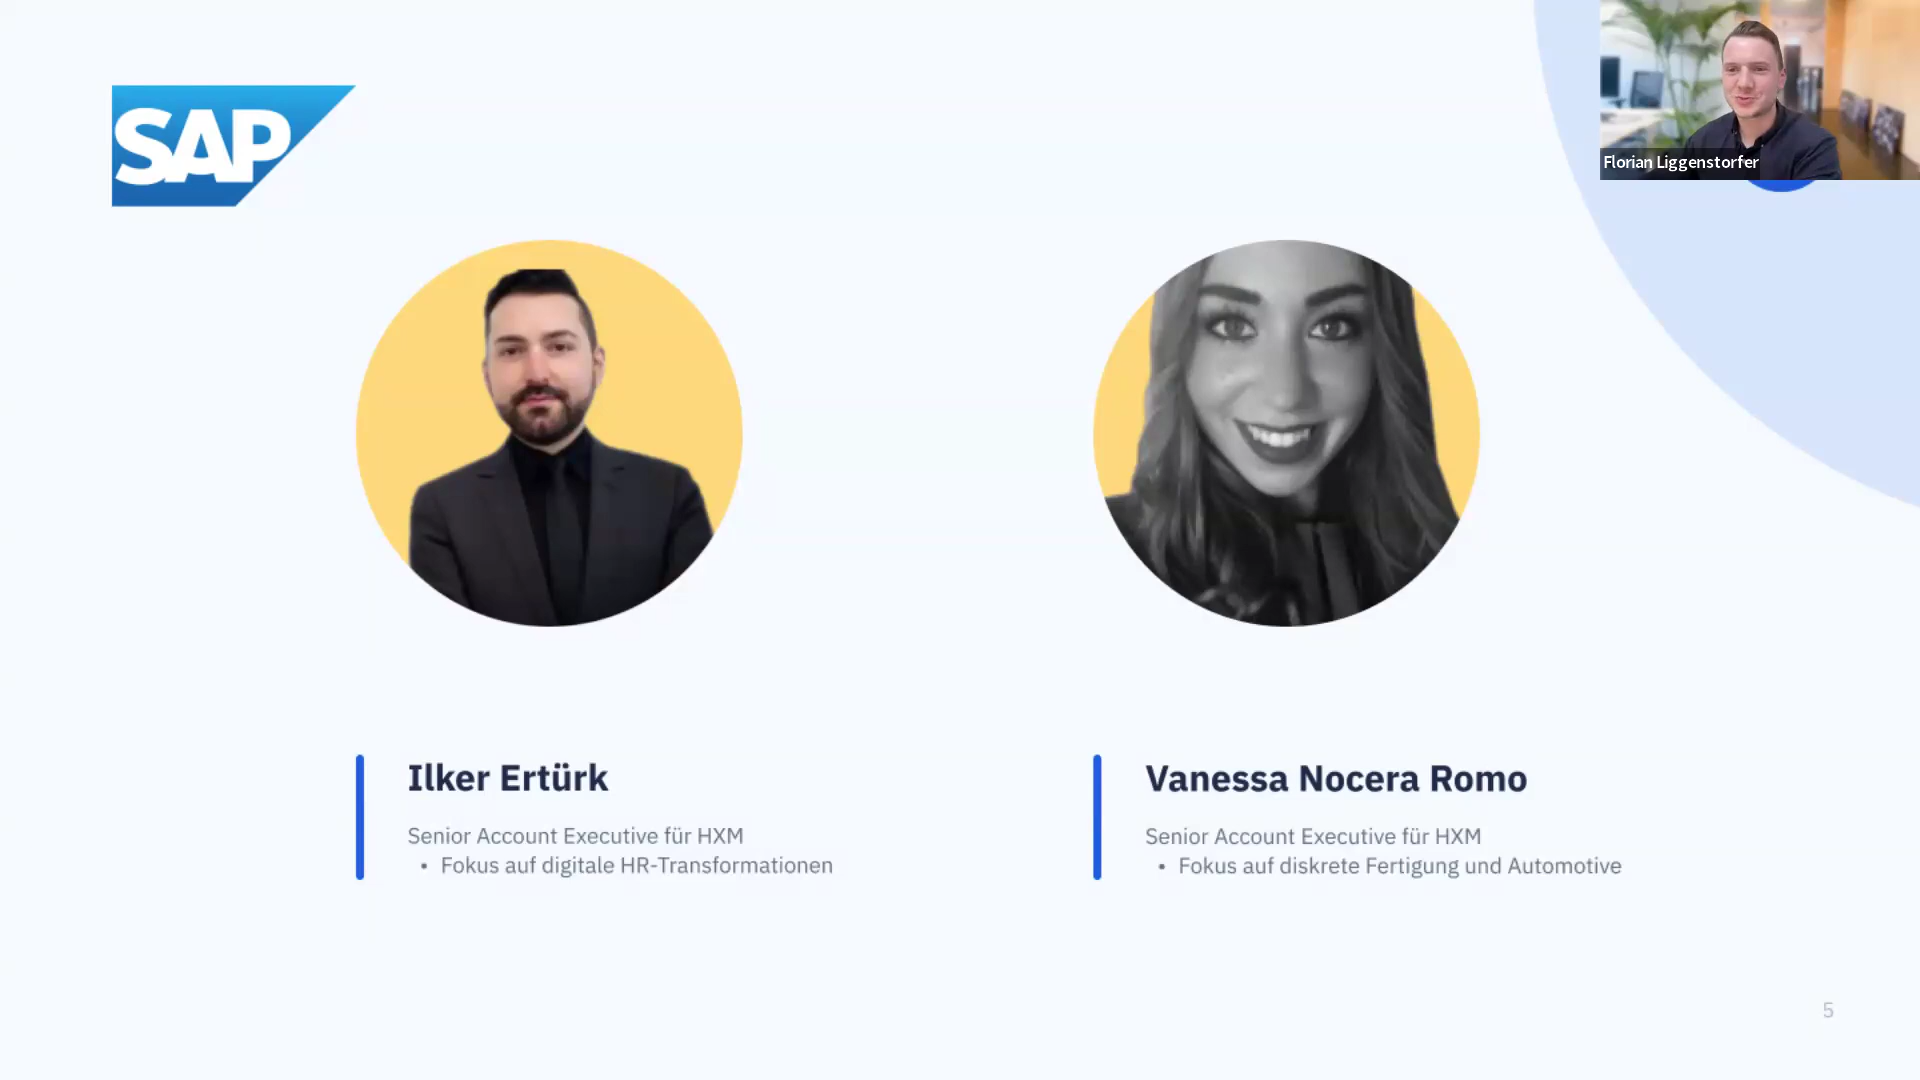 SAP
Florian Liggenstorfer
Ilker Ertürk
Senior Account Executive für HXM
• Fokus auf digitale HR-Transformationen
Vanessa Nocera Romo
Senior Account Executive für HXM
• Fokus auf diskrete Fertigung und Automotive
5